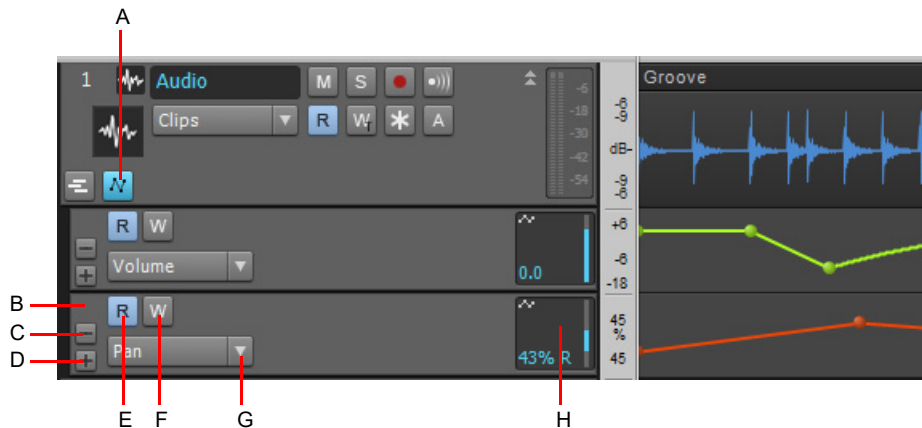 A
1 Audio M S
Clips R W A
-6
-18
-30
-42
-54
-6
-9
dB-
-9
-6
Groove
R W
Volume
0.0
+6
-6
-18
B
C
D
R W
Pan
43% R
45
%
45
E F G H